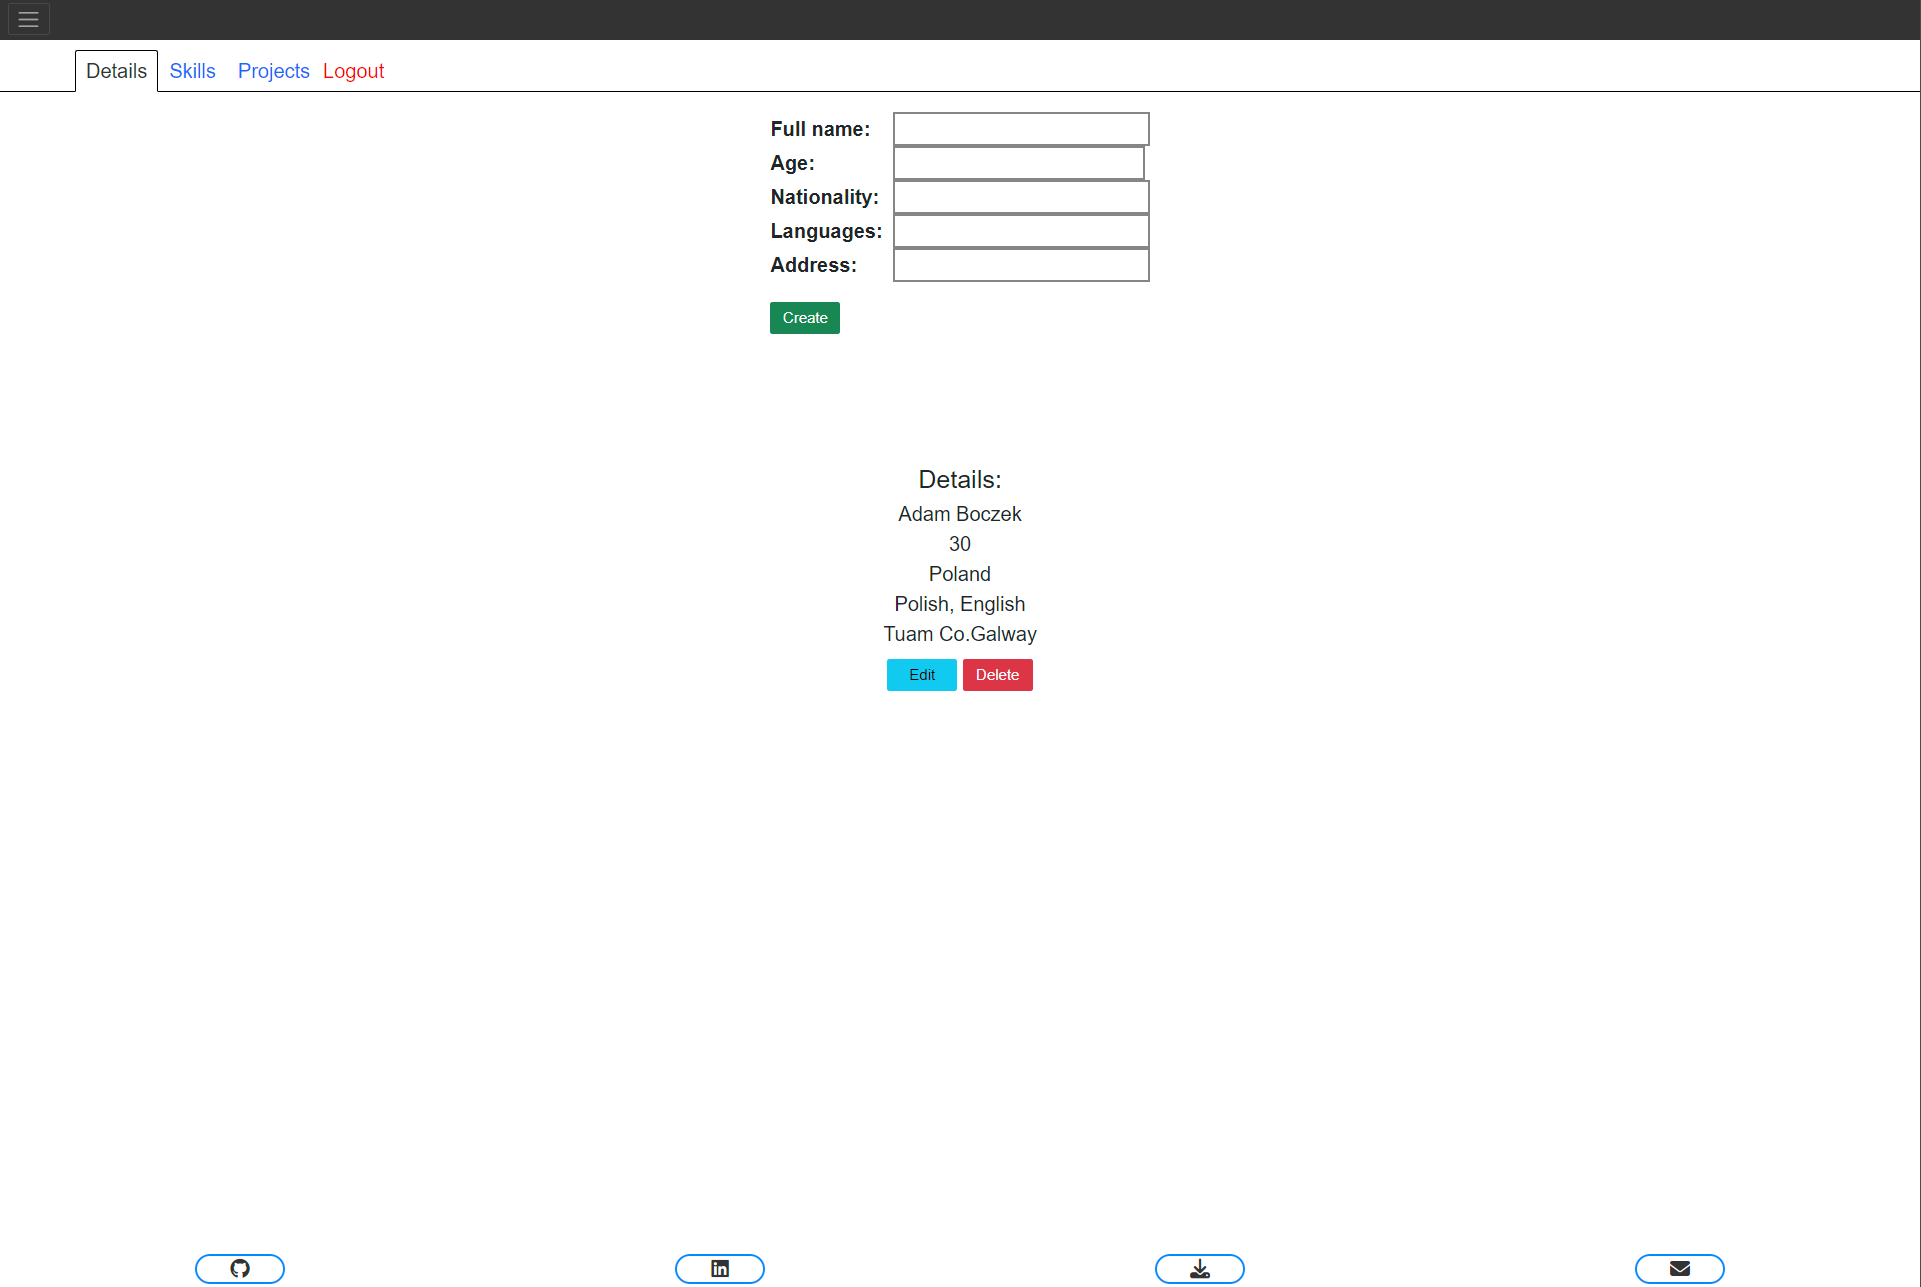 Details Skills Projects Logout
Full name:
Age:
Nationality:
Languages:
Address:
Create
Details:
Adam Boczek
30
Poland
Polish, English
Tuam Co.Galway
Edit Delete
in